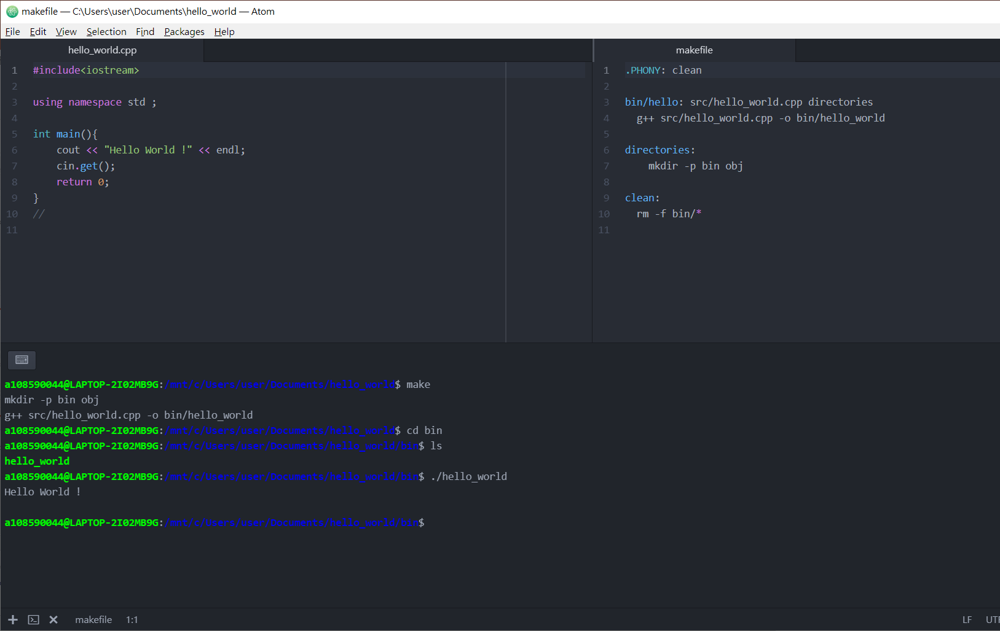 makefile — C:\Users\user\Documents\hello_world — Atom
File Edit View Selection Find Packages Help
hello_world.cpp
1 #include<iostream>
2
3 using namespace std ;
4
5 int main(){
6 cout << "Hello World !" << endl;
7 cin.get();
8 return 0;
9 }
10 //
11
makefile
1 .PHONY: clean
2
3 bin/hello: src/hello_world.cpp directories
4 g++ src/hello_world.cpp -o bin/hello_world
5
6 directories:
7 mkdir -p bin obj
8
9 clean:
10 rm -f bin/*
11
a108590044@LAPTOP-2I02MB9G:/mnt/c/Users/user/Documents/hello_world$ make
mkdir -p bin obj
g++ src/hello_world.cpp -o bin/hello_world
a108590044@LAPTOP-2I02MB9G:/mnt/c/Users/user/Documents/hello_world$ cd bin
a108590044@LAPTOP-2I02MB9G:/mnt/c/Users/user/Documents/hello_world/bin$ ls
hello_world
a108590044@LAPTOP-2I02MB9G:/mnt/c/Users/user/Documents/hello_world/bin$ ./hello_world
Hello World !
a108590044@LAPTOP-2I02MB9G:/mnt/c/Users/user/Documents/hello_world/bin$
makefile 1:1 LF UTF